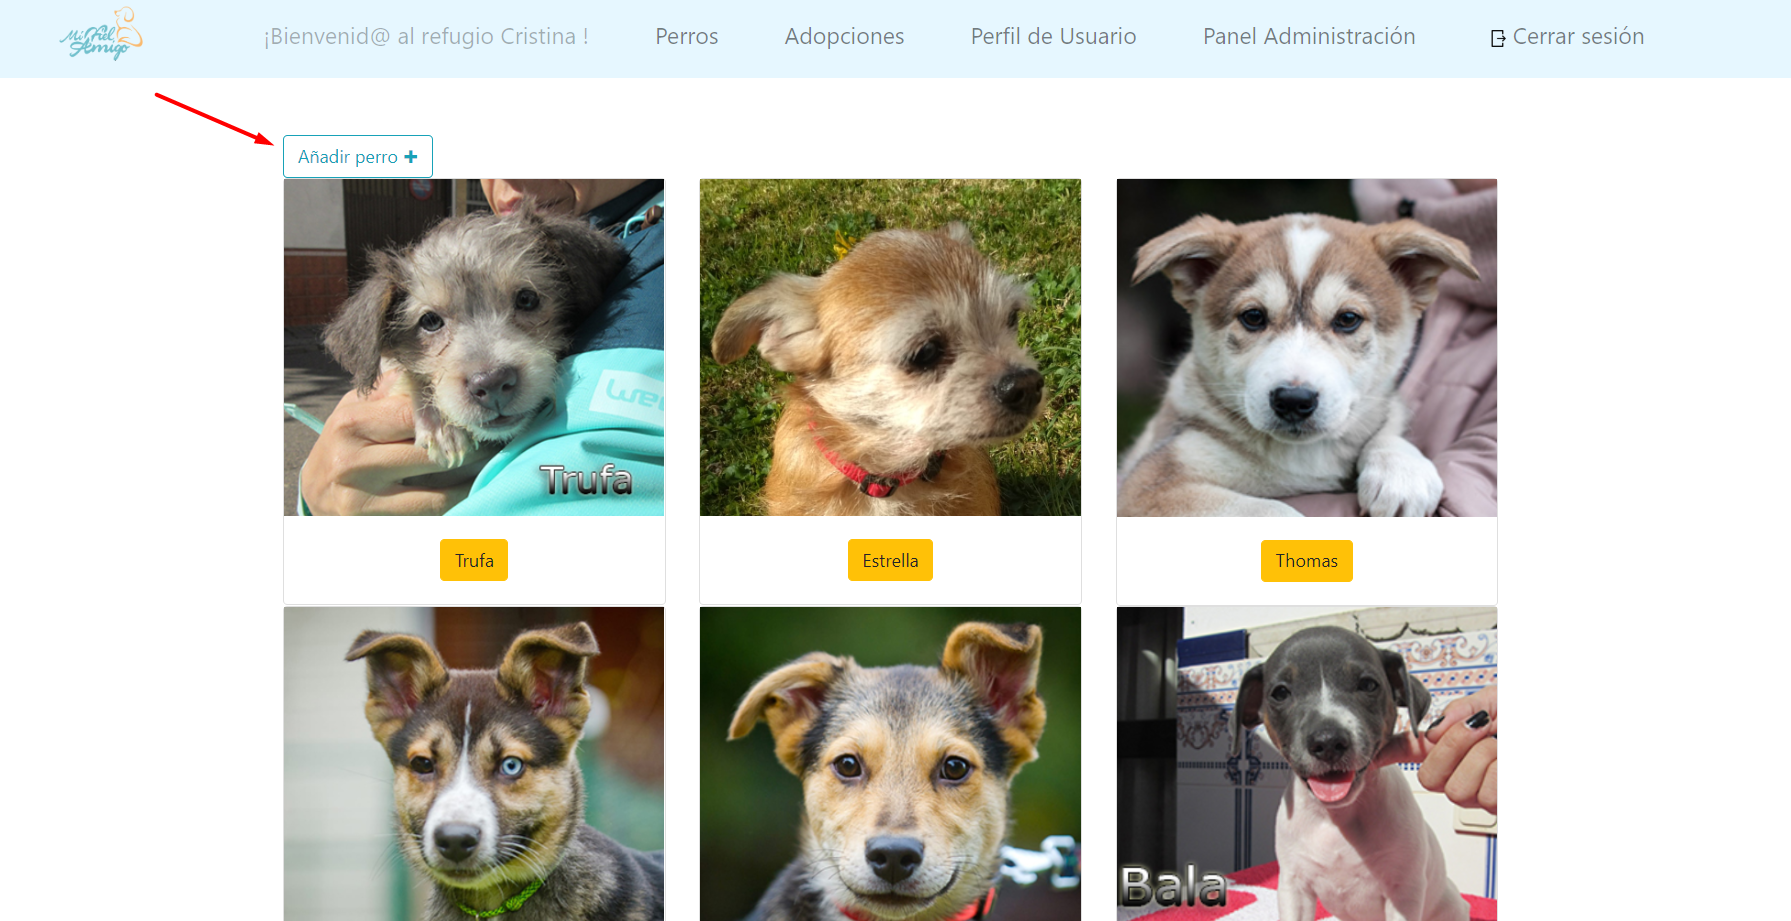 Mi Fiel
Amigo
¡Bienvenid@ al refugio Cristina !
Perros
Adopciones
Perfil de Usuario
Panel Administración
Cerrar sesión
Añadir perro +
Trufa
Trufa
Estrella
Thomas
Bala